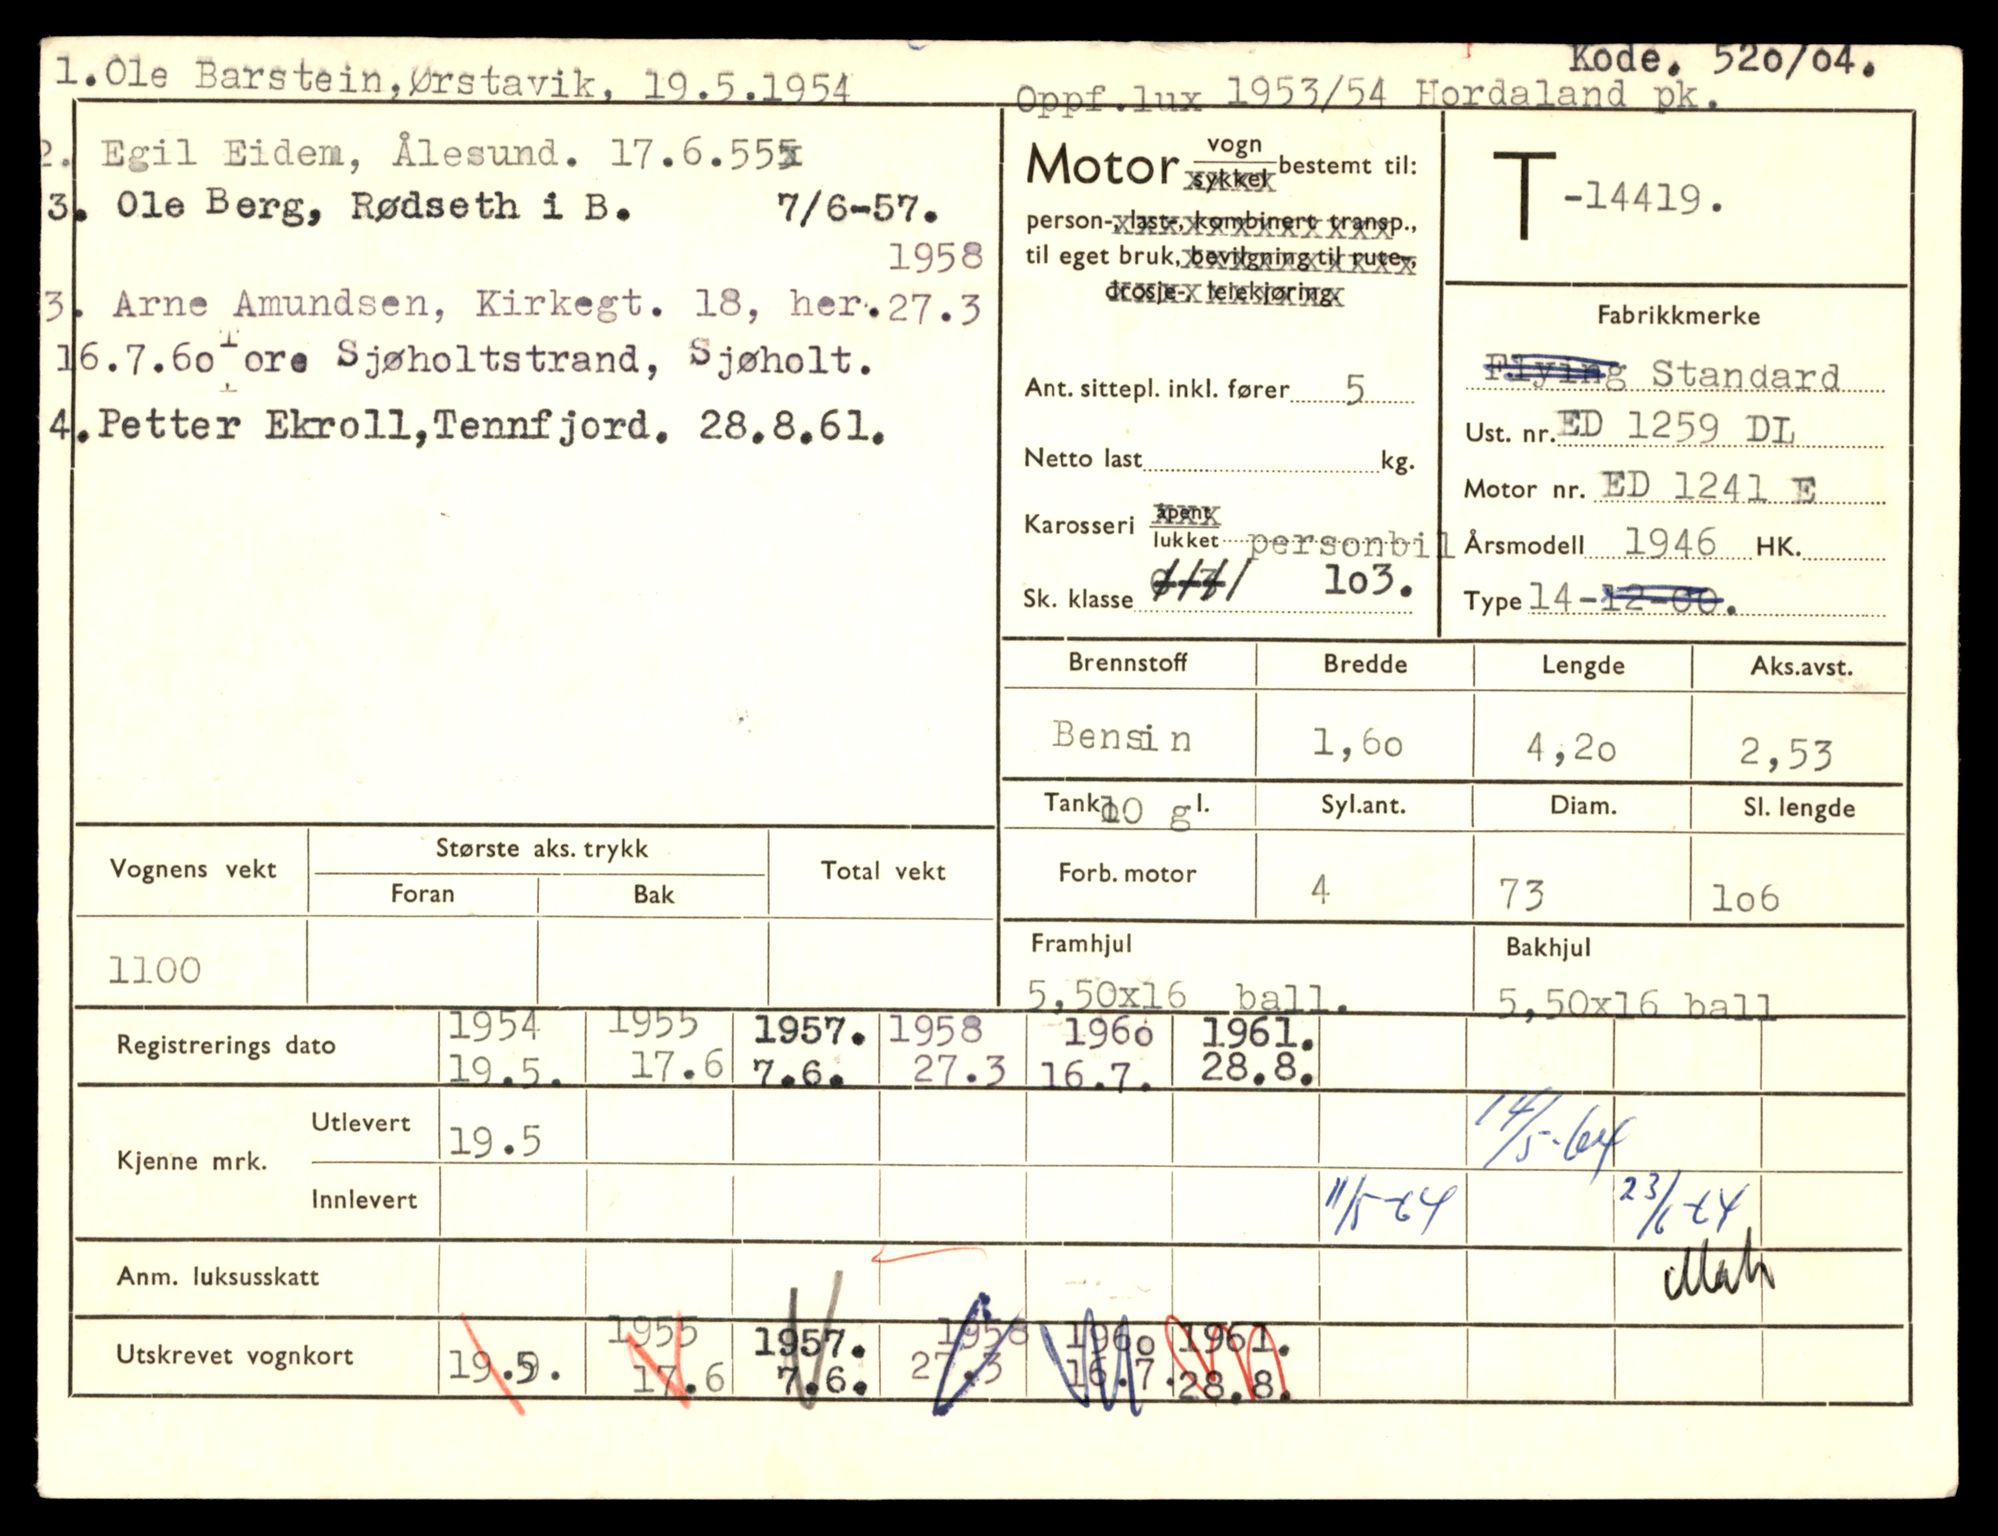 Kode. 520/04.
1.Ole Barstein,Ørstavik, 19.5.1954
Oppf.lux 1953/54 Hordaland pk.
2. Egil Eidem, Ålesund. 17.6.55
3. Ole Berg, Rødseth i B. 7/6-57.
1958
3. Arne Amundsen, Kirkegt. 18, her. 27.3
16.7.60 Tore Sjøholtstrand, Sjøholt.
4.Petter Ekroll,Tennfjord. 28.8.61.
Motor vogn sykkel bestemt til:
person-, last-, kombinert transp.,
til eget bruk, bevilgning til rute-,
drosje-, leiekjøring.
Ant. sittepl. inkl. fører 5
Netto last kg.
Karosseri åpent lukket personbil
Sk. klasse 103.
T -14419.
Fabrikkmerke
Flying Standard
Ust. nr. ED 1259 DL
Motor nr. ED 1241 E
Årsmodell 1946 HK.
Type 14-12-00.
Brennstoff Bredde Lengde Aks.avst.
Bensin 1,60 4,20 2,53
Tank 10 g l. Syl.ant. Diam. Sl. lengde
Forb. motor 4 73 106
Framhjul Bakhjul
5,50x16 ball. 5,50x16 ball
Vognens vekt Største aks. trykk Total vekt
Foran Bak
1100
Registrerings dato 1954 1955 1957. 1958 1960 1961.
19.5. 17.6 7.6. 27.3 16.7. 28.8.
Kjenne mrk. Utlevert 19.5 14/5-64
Innlevert 11/5-64 23/6-64
Anm. luksusskatt
Utskrevet vognkort 1955 1957. 1958 1960 1961.
19.5. 17.6 7.6. 27.3 16.7. 28.8.